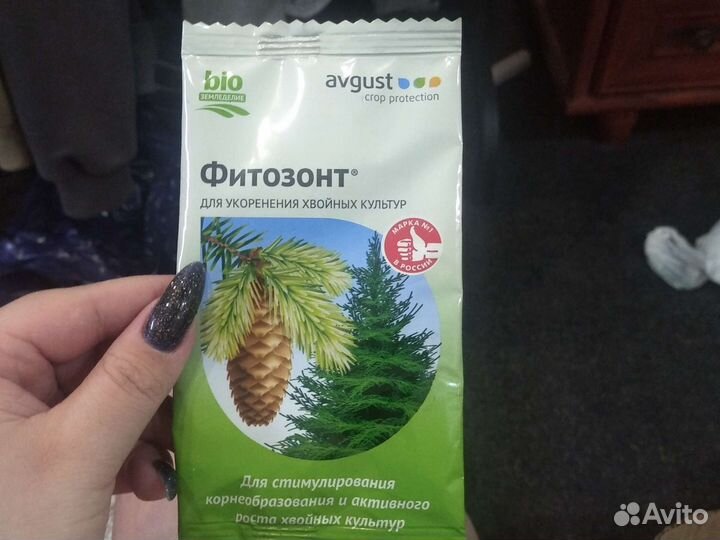 bio
ЗЕМЛЕДЕЛИЕ
avgust
crop protection
Фитозонт®
ДЛЯ УКОРЕНЕНИЯ ХВОЙНЫХ КУЛЬТУР
МАРКА №1
В РОССИИ
Для стимулирования
корнеобразования и активного
роста хвойных культур
Avito